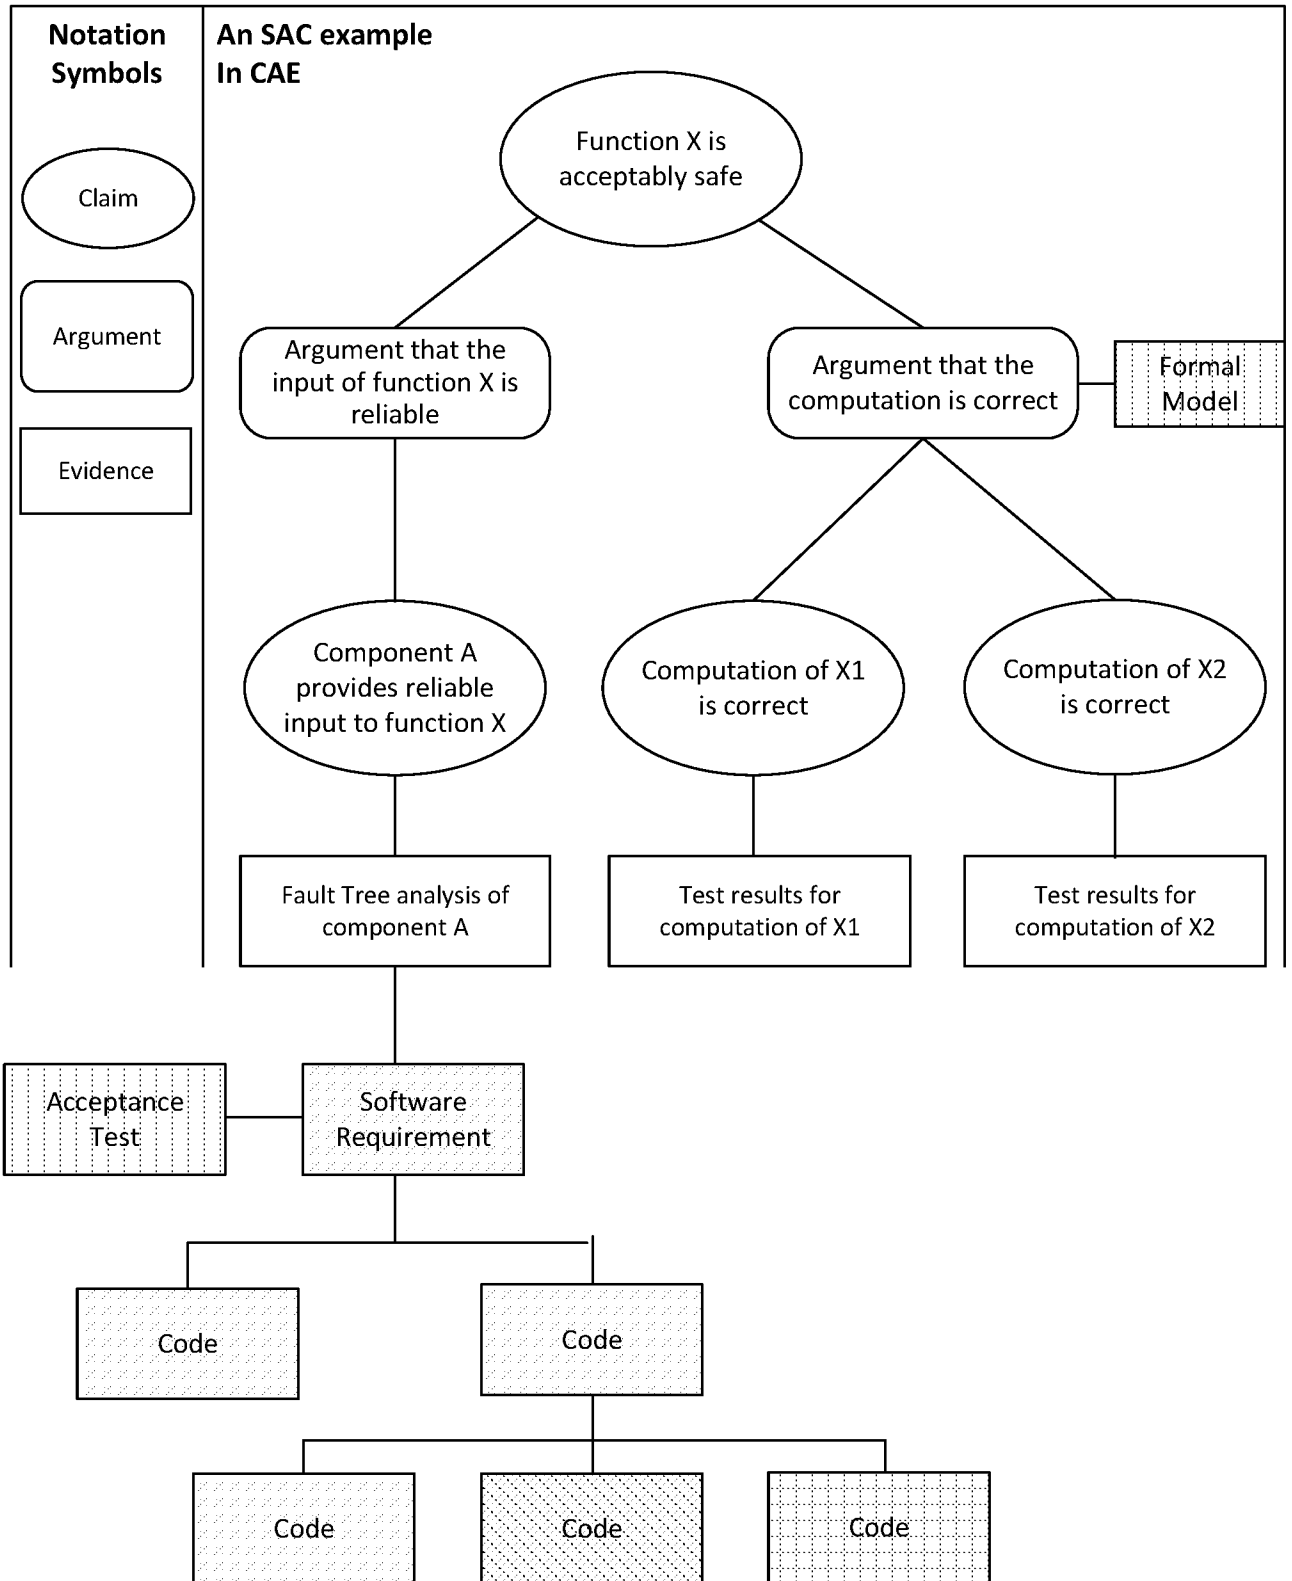 Notation
Symbols
An SAC example
In CAE
Claim
Argument
Evidence
Function X is
acceptably safe
Argument that the
input of function X is
reliable
Argument that the
computation is correct
Formal
Model
Component A
provides reliable
input to function X
Computation of X1
is correct
Computation of X2
is correct
Fault Tree analysis of
component A
Test results for
computation of X1
Test results for
computation of X2
Acceptance
Test
Software
Requirement
Code
Code
Code
Code
Code